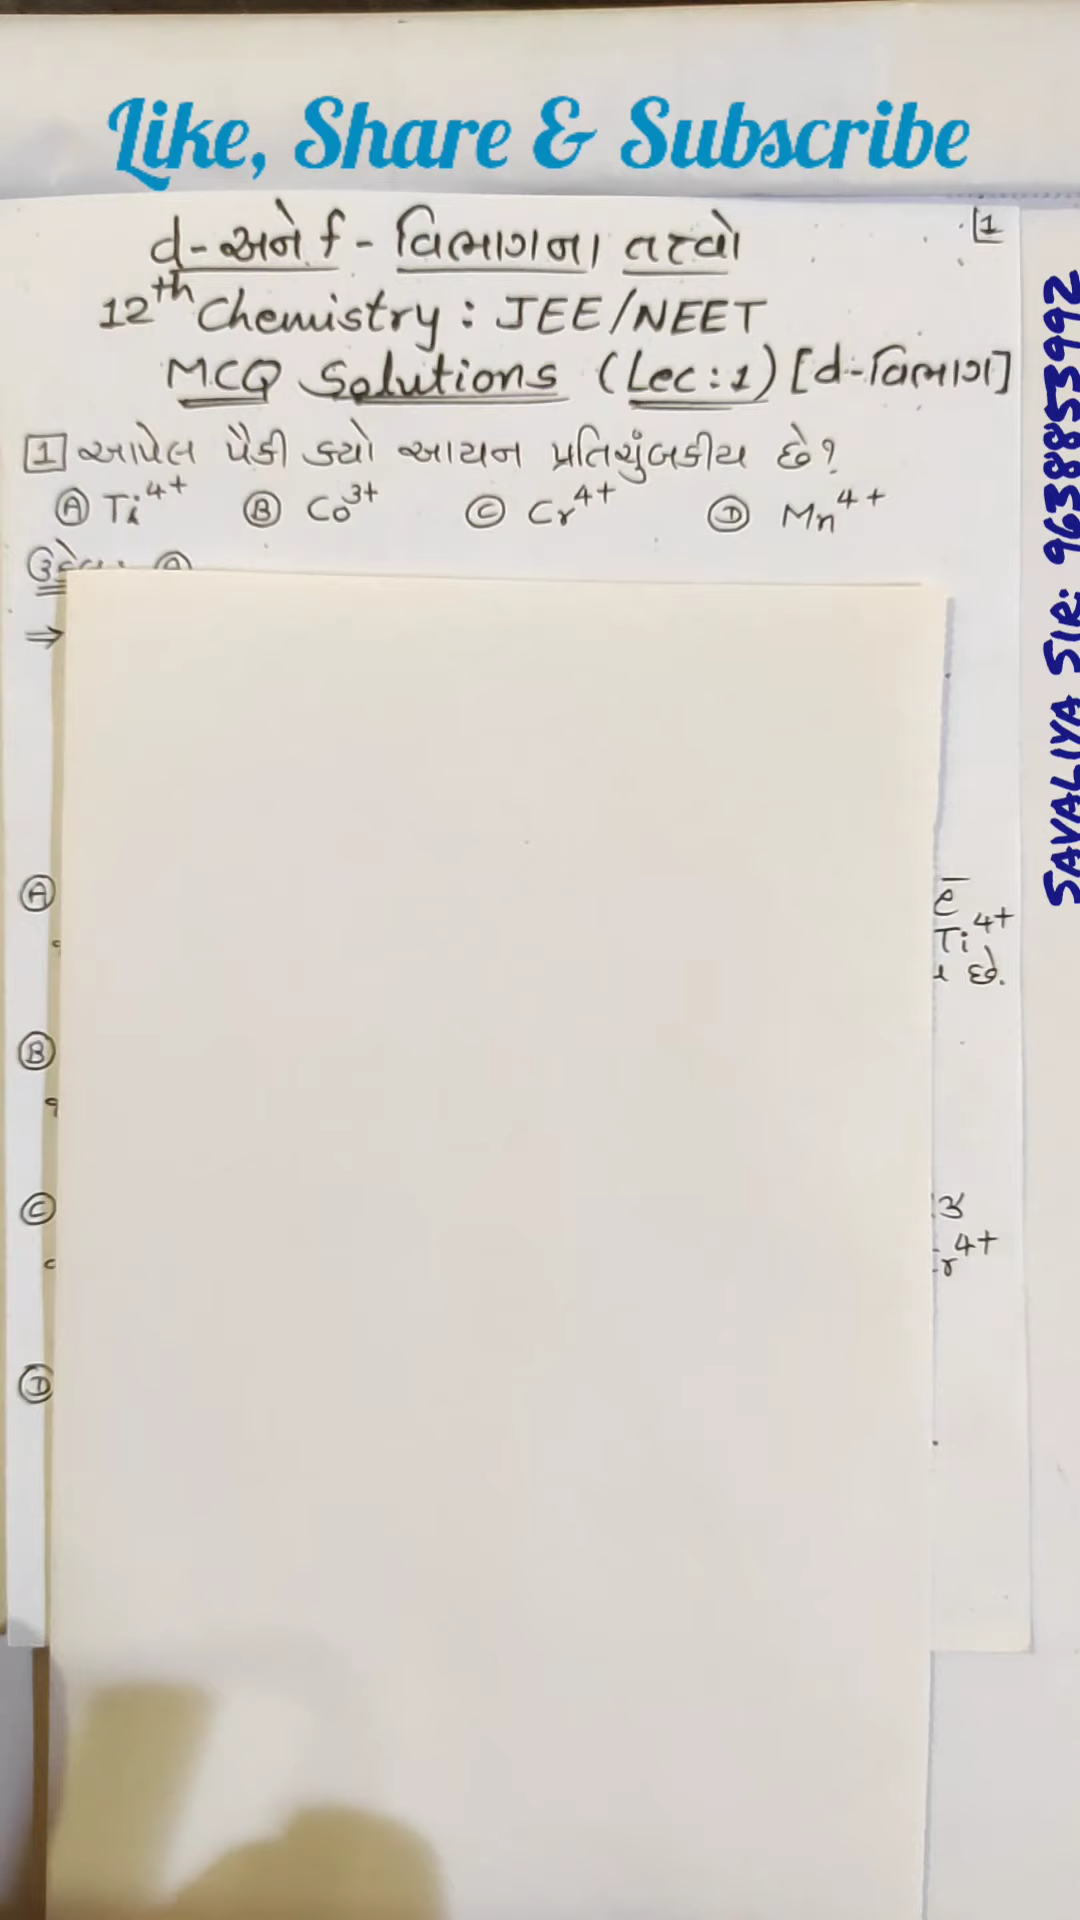 Like, Share & Subscribe
1
d-અને f- વિભાગના તત્વો
12th Chemistry : JEE/NEET
MCQ Solutions (Lec:1) [d-વિભાગ]
1 આપેલ પૈકી ક્યો આયન પ્રતિચુંબકીય છે?
A Ti4+ B Co3+ C Cr4+ D Mn4+
⇒
A
Ti4+
છે.
B
C
4+
D
SAVALIYA SIR: 9638853992